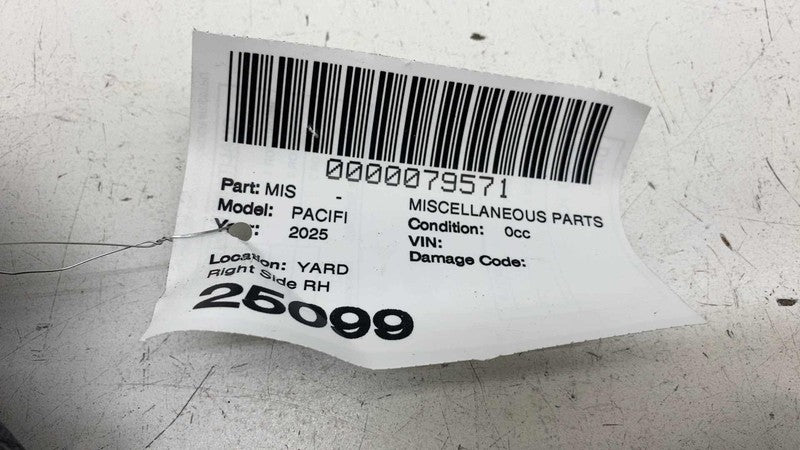 0000079571
Part: MIS - MISCELLANEOUS PARTS
Model: PACIFI Condition: 0cc
Year: 2025 VIN:
Location: YARD Damage Code:
Right Side RH
25099